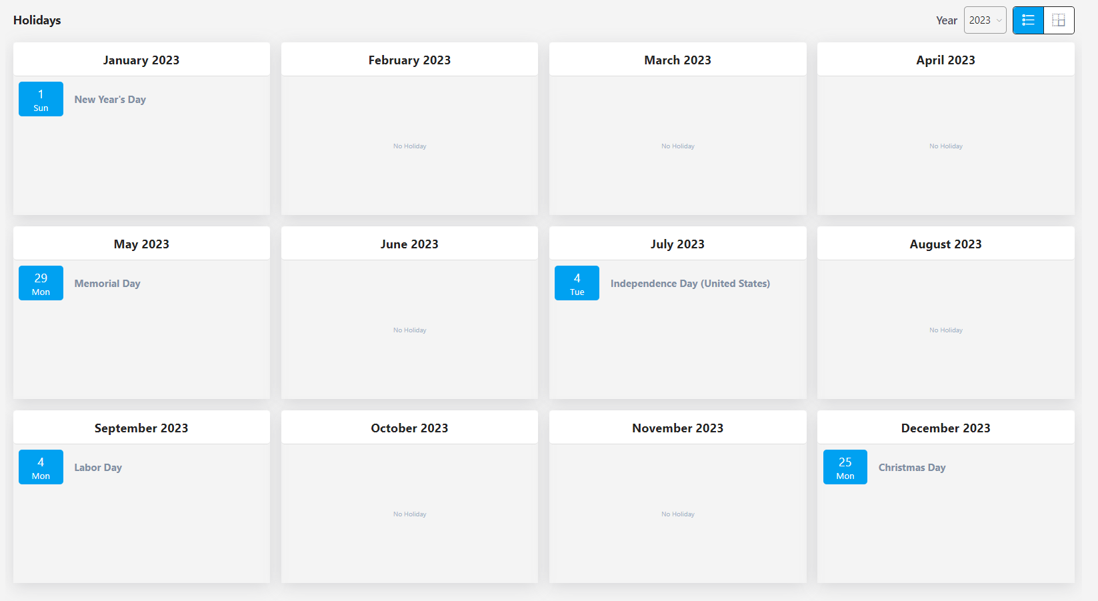 Holidays Year 2023
January 2023 February 2023 March 2023 April 2023
1 New Year's Day
Sun
No Holiday No Holiday No Holiday
May 2023 June 2023 July 2023 August 2023
29 Memorial Day 4 Independence Day (United States)
Mon Tue
No Holiday No Holiday
September 2023 October 2023 November 2023 December 2023
4 Labor Day 25 Christmas Day
Mon Mon
No Holiday No Holiday